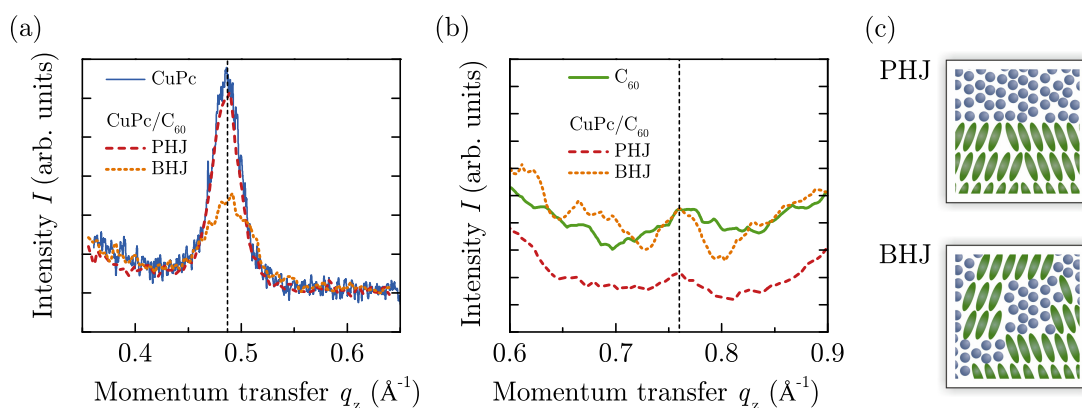 (a)
Intensity I (arb. units)
CuPc
CuPc/C₆₀
PHJ
BHJ
0.4 0.5 0.6
Momentum transfer q_z (Å⁻¹)
(b)
Intensity I (arb. units)
C₆₀
CuPc/C₆₀
PHJ
BHJ
0.6 0.7 0.8 0.9
Momentum transfer q_z (Å⁻¹)
(c)
PHJ
BHJ